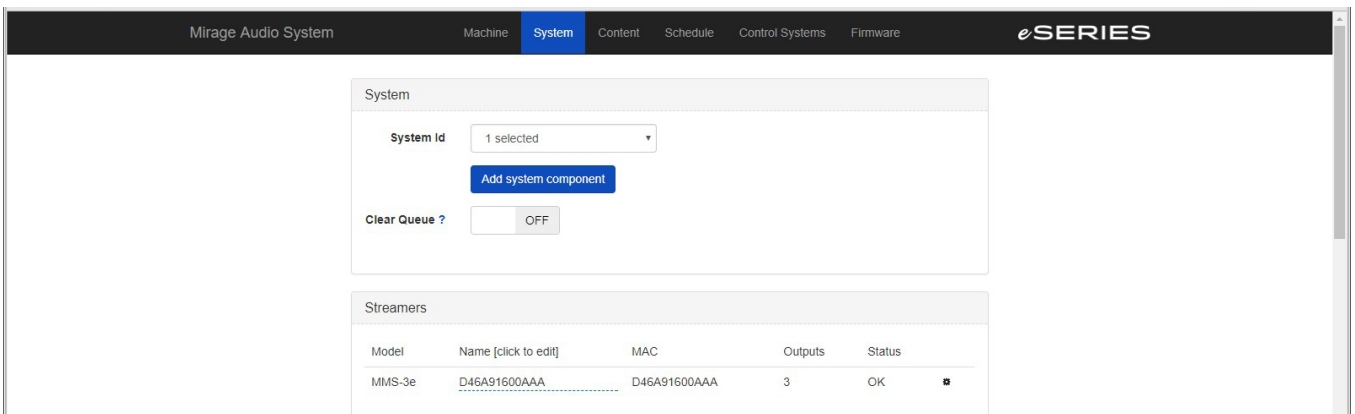 Mirage Audio System Machine System Content Schedule Control Systems Firmware eSERIES
System
System Id 1 selected
Add system component
Clear Queue ? OFF
Streamers
Model Name [click to edit] MAC Outputs Status
MMS-3e D46A91600AAA D46A91600AAA 3 OK